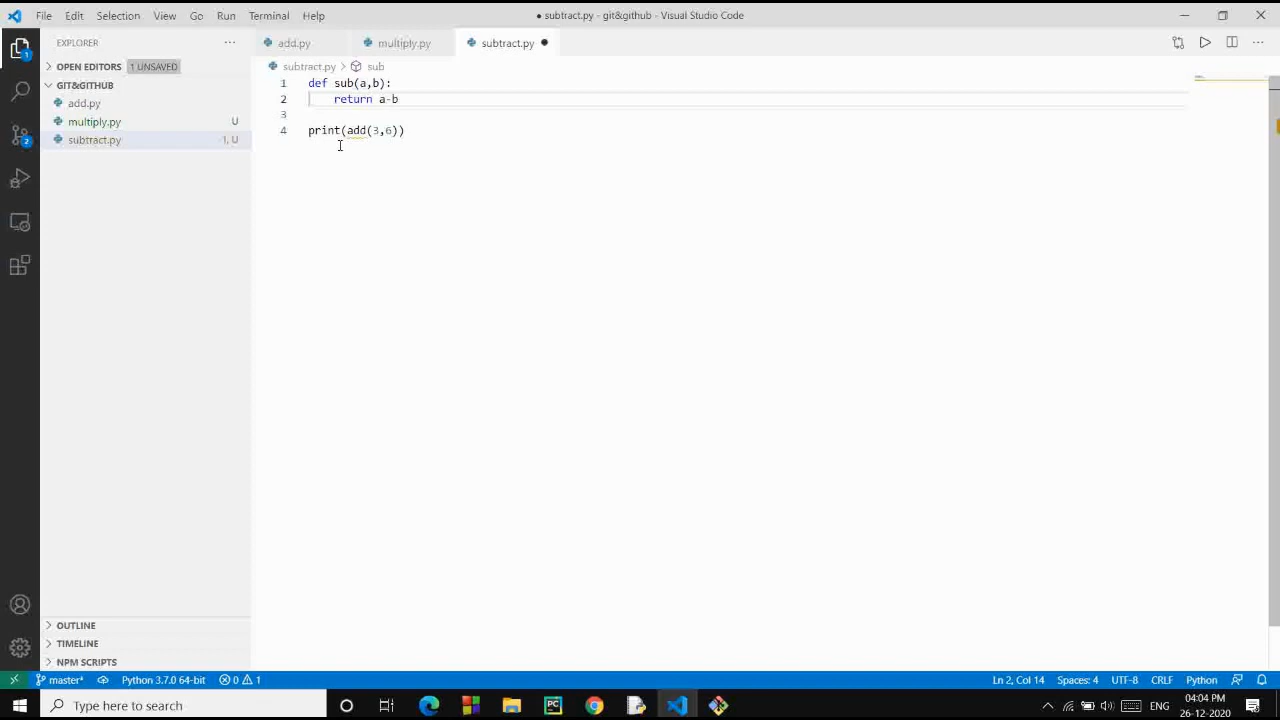 File Edit Selection View Go Run Terminal Help
● subtract.py - git&github - Visual Studio Code
EXPLORER
add.py
multiply.py
subtract.py ●
OPEN EDITORS 1 UNSAVED
subtract.py > sub
GIT&GITHUB
add.py
multiply.py U
subtract.py 1, U
1 def sub(a,b):
2 return a-b
3
4 print(add(3,6))
1
2
OUTLINE
TIMELINE
NPM SCRIPTS
master* Python 3.7.0 64-bit 0 1 Ln 2, Col 14 Spaces: 4 UTF-8 CRLF Python
Type here to search
PC
ENG
04:04 PM
26-12-2020